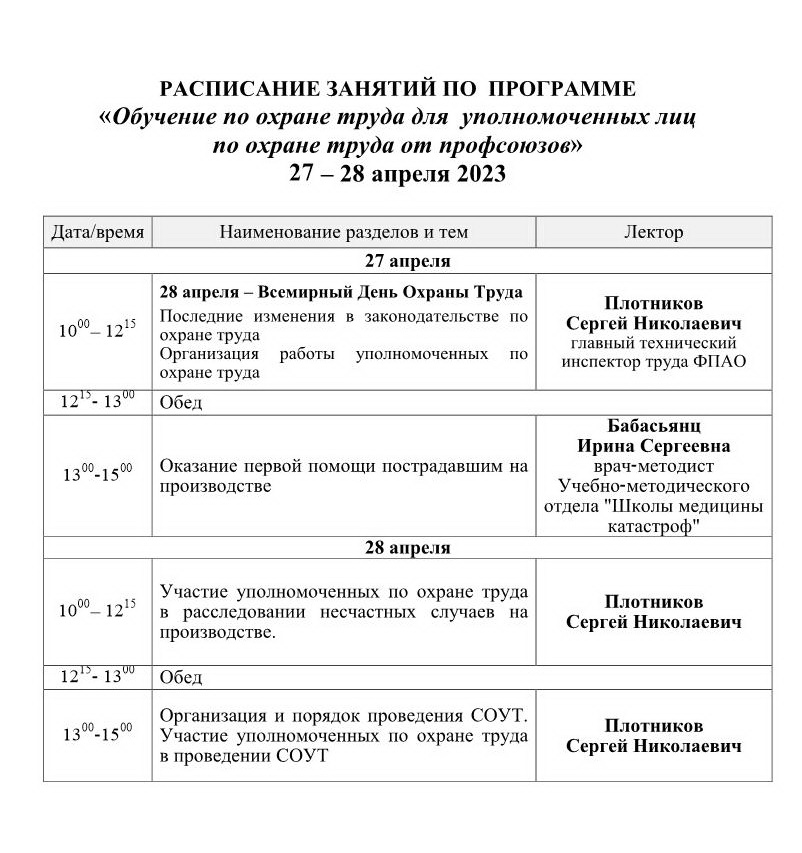 РАСПИСАНИЕ ЗАНЯТИЙ ПО ПРОГРАММЕ
«Обучение по охране труда для уполномоченных лиц
по охране труда от профсоюзов»
27 – 28 апреля 2023
Дата/время Наименование разделов и тем Лектор
27 апреля
10⁰⁰– 12¹⁵
28 апреля – Всемирный День Охраны Труда
Последние изменения в законодательстве по
охране труда
Организация работы уполномоченных по
охране труда
Плотников
Сергей Николаевич
главный технический
инспектор труда ФПАО
12¹⁵- 13⁰⁰ Обед
13⁰⁰-15⁰⁰
Оказание первой помощи пострадавшим на
производстве
Бабасьянц
Ирина Сергеевна
врач-методист
Учебно-методического
отдела "Школы медицины
катастроф"
28 апреля
10⁰⁰– 12¹⁵
Участие уполномоченных по охране труда
в расследовании несчастных случаев на
производстве.
Плотников
Сергей Николаевич
12¹⁵- 13⁰⁰ Обед
13⁰⁰-15⁰⁰
Организация и порядок проведения СОУТ.
Участие уполномоченных по охране труда
в проведении СОУТ
Плотников
Сергей Николаевич